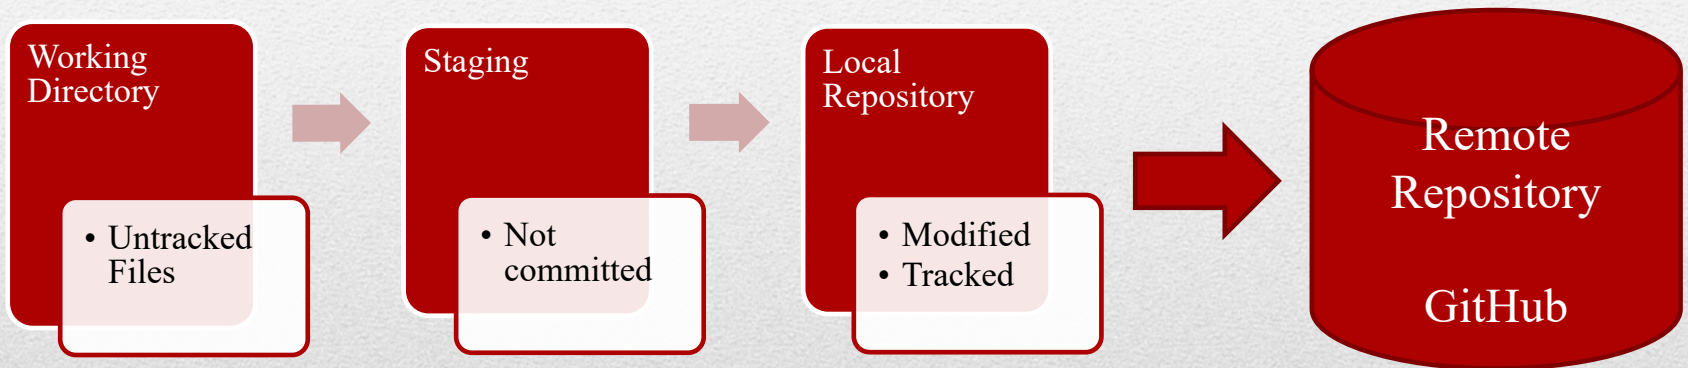 Working
Directory
• Untracked
Files
Staging
• Not
committed
Local
Repository
• Modified
• Tracked
Remote
Repository
GitHub